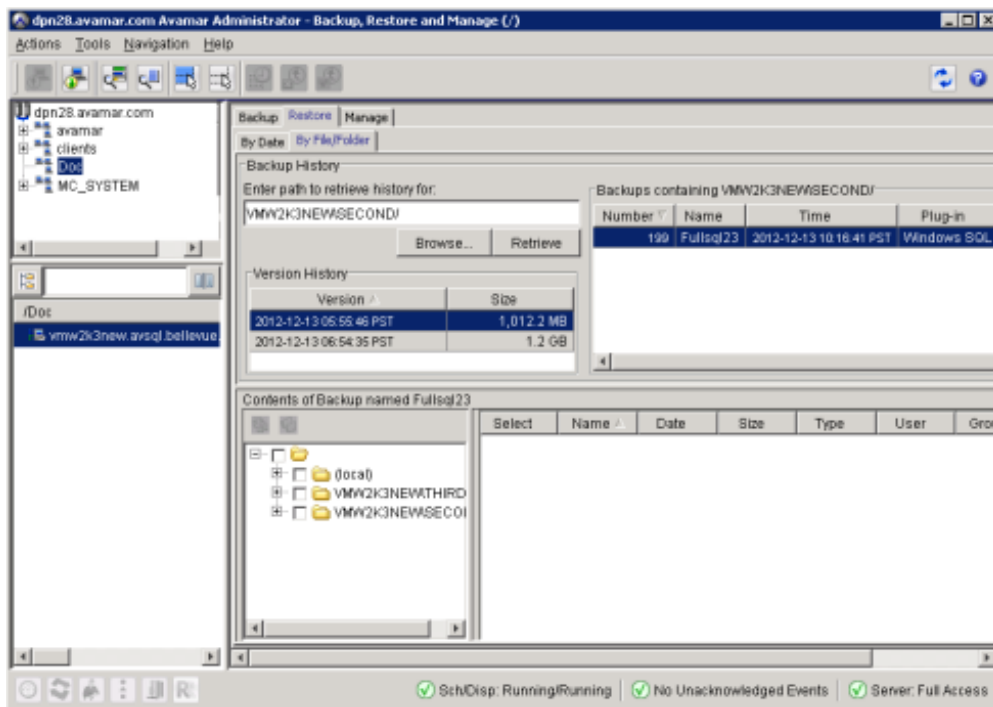 dpn28.avamar.com Avamar Administrator - Backup, Restore and Manage (/)
Actions Tools Navigation Help
dpn28.avamar.com
avamar
clients
Doc
MC_SYSTEM
/Doc
vmw2k3new.avsql.bellevue.
Backup Restore Manage
By Date By File/Folder
Backup History
Enter path to retrieve history for:
VMW2K3NEW\SECOND/
Browse... Retrieve
Version History
Version Size
2012-12-13 05:55:46 PST 1,012.2 MB
2012-12-13 06:54:35 PST 1.2 GB
Backups containing VMW2K3NEW\SECOND/
Number Name Time Plug-in
199 Fullsql23 2012-12-13 10:16:41 PST Windows SQL
Contents of Backup named Fullsql23
(local)
VMW2K3NEW\THIRD
VMW2K3NEW\SECO
Select Name Date Size Type User Grou
Sch/Disp: Running/Running No Unacknowledged Events Server: Full Access